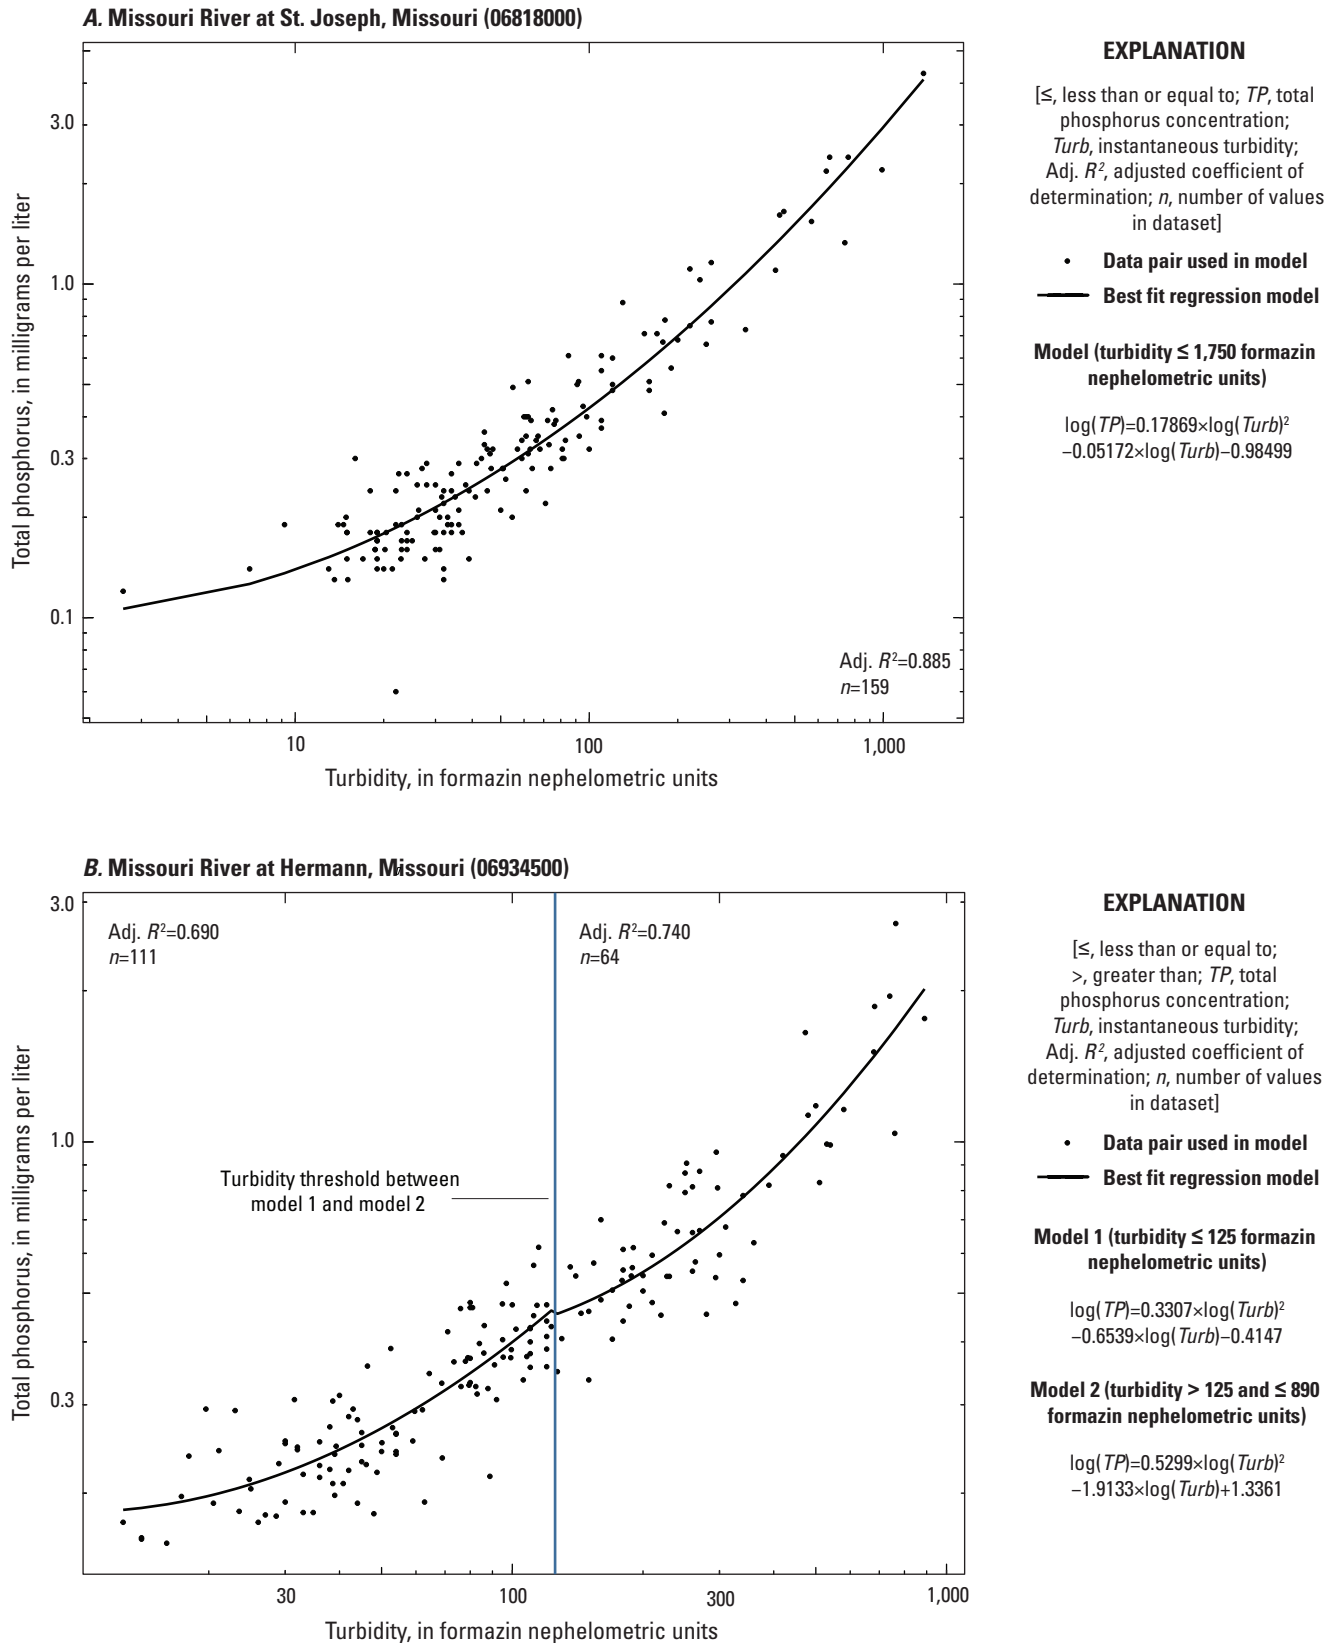 A. Missouri River at St. Joseph, Missouri (06818000)
3.0
1.0
0.3
0.1
Total phosphorus, in milligrams per liter
Adj. R²=0.885
n=159
10
100
1,000
Turbidity, in formazin nephelometric units
EXPLANATION
[≤, less than or equal to; TP, total
phosphorus concentration;
Turb, instantaneous turbidity;
Adj. R², adjusted coefficient of
determination; n, number of values
in dataset]
Data pair used in model
Best fit regression model
Model (turbidity ≤ 1,750 formazin
nephelometric units)
log(TP)=0.17869×log(Turb)²
−0.05172×log(Turb)−0.98499
B. Missouri River at Hermann, Missouri (06934500)
3.0
1.0
0.3
Total phosphorus, in milligrams per liter
Adj. R²=0.690
n=111
Adj. R²=0.740
n=64
Turbidity threshold between
model 1 and model 2
30
100
300
1,000
Turbidity, in formazin nephelometric units
EXPLANATION
[≤, less than or equal to;
>, greater than; TP, total
phosphorus concentration;
Turb, instantaneous turbidity;
Adj. R², adjusted coefficient of
determination; n, number of values
in dataset]
Data pair used in model
Best fit regression model
Model 1 (turbidity ≤ 125 formazin
nephelometric units)
log(TP)=0.3307×log(Turb)²
−0.6539×log(Turb)−0.4147
Model 2 (turbidity > 125 and ≤ 890
formazin nephelometric units)
log(TP)=0.5299×log(Turb)²
−1.9133×log(Turb)+1.3361